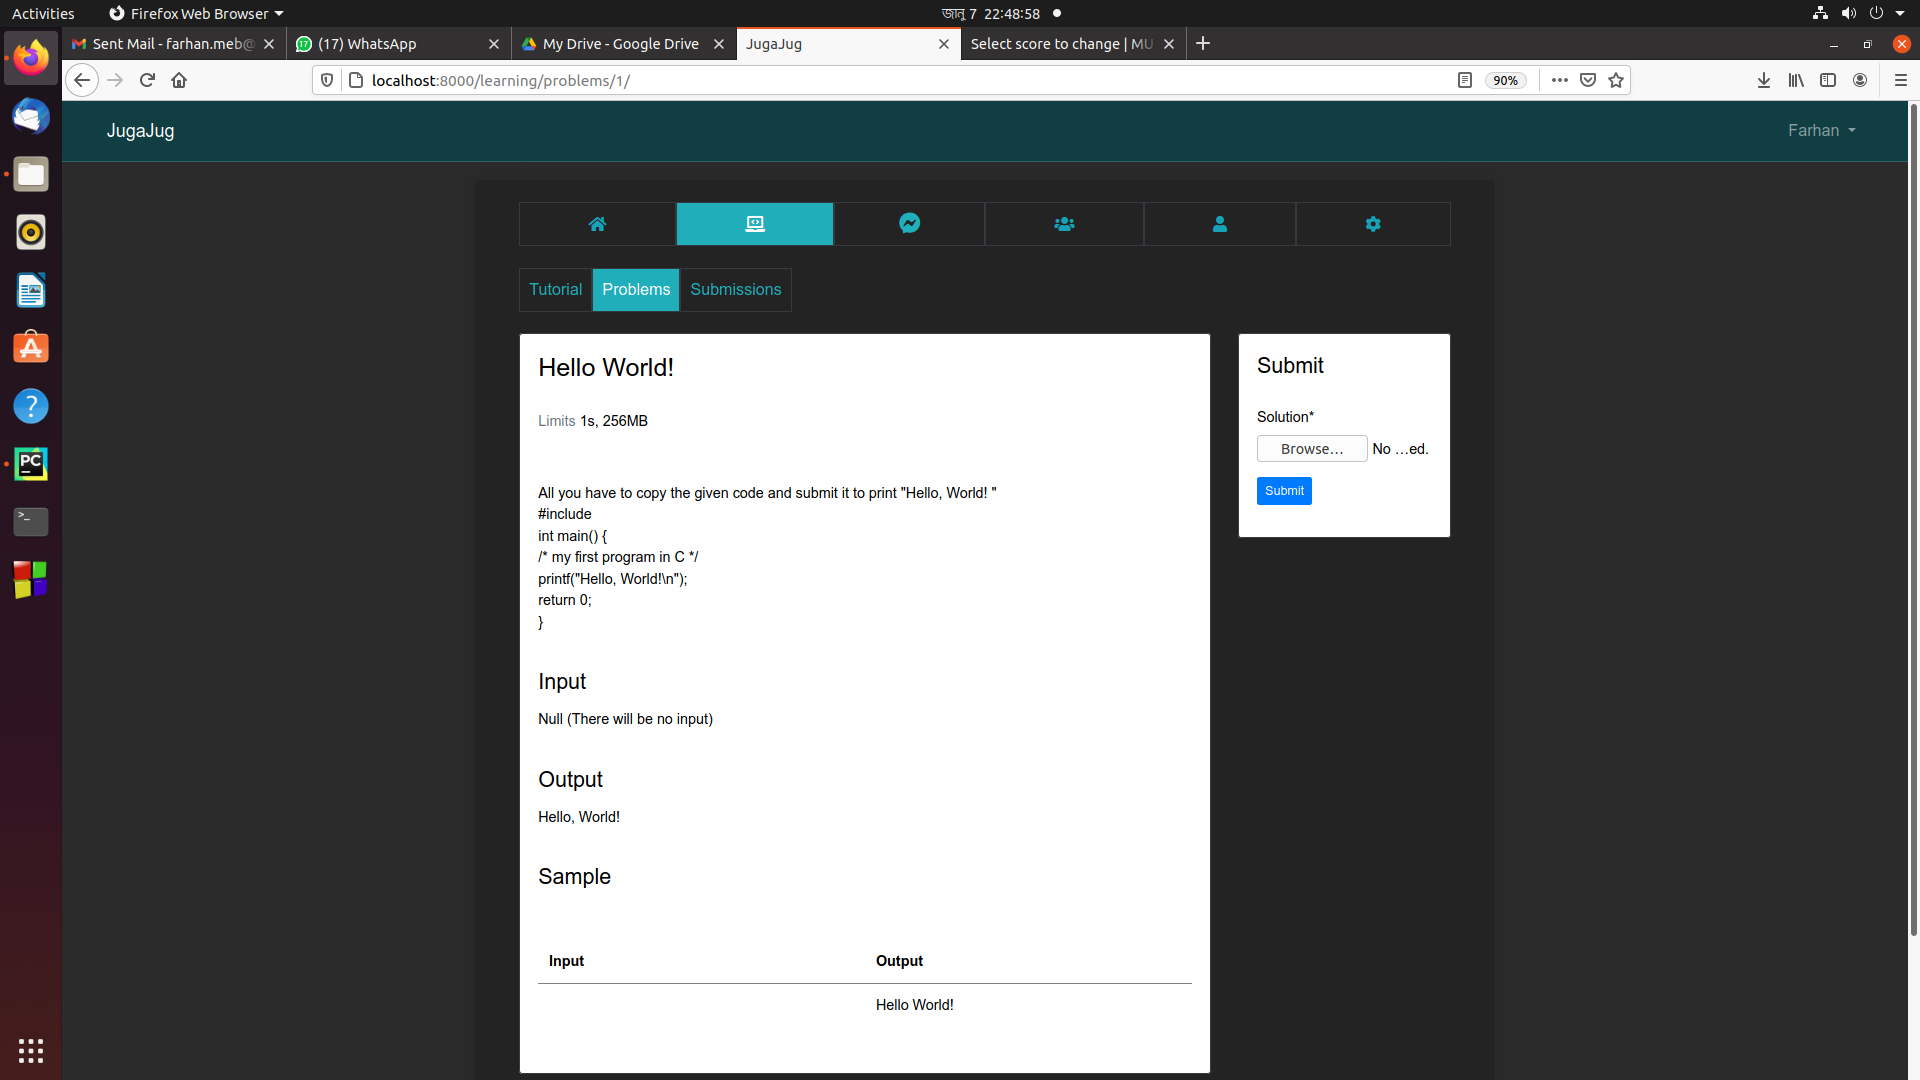 Activities
Firefox Web Browser
জানু 7 22:48:58
Sent Mail - farhan.meb@
(17) WhatsApp
My Drive - Google Drive
JugaJug
Select score to change | MU
localhost:8000/learning/problems/1/
90%
JugaJug
Farhan
Tutorial
Problems
Submissions
Hello World!
Limits 1s, 256MB
All you have to copy the given code and submit it to print "Hello, World! "
#include
int main() {
/* my first program in C */
printf("Hello, World!\n");
return 0;
}
Input
Null (There will be no input)
Output
Hello, World!
Sample
Input Output
Hello World!
Submit
Solution*
Browse... No ...ed.
Submit